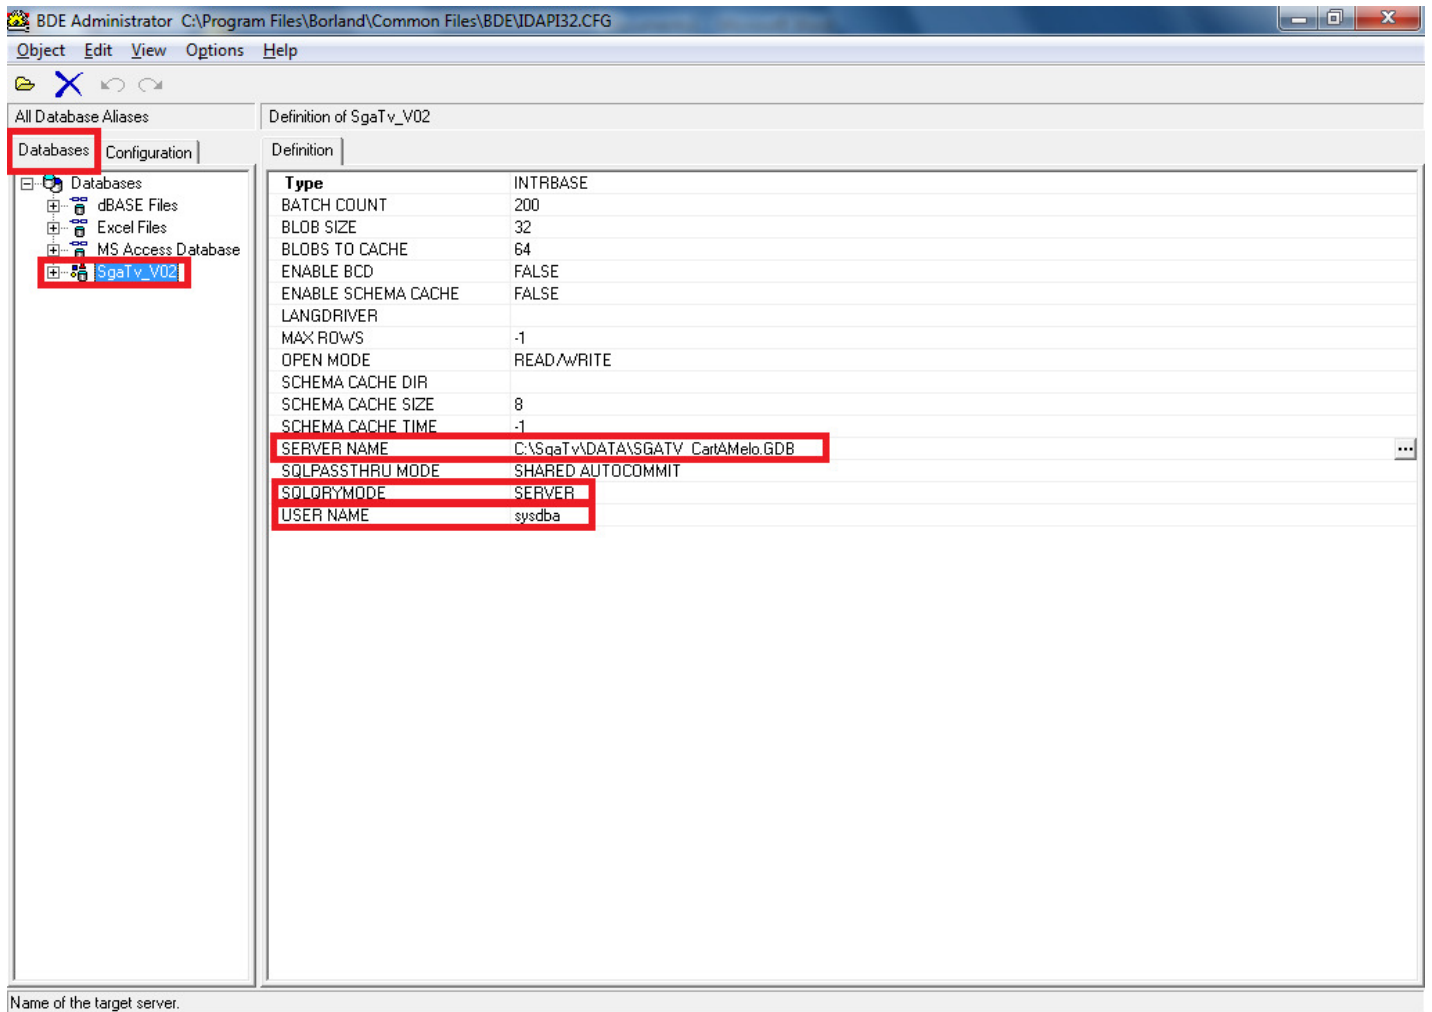 BDE Administrator C:\Program Files\Borland\Common Files\BDE\IDAPI32.CFG
Object Edit View Options Help
All Database Aliases
Definition of SgaTv_V02
Databases Configuration
Definition
Databases
dBASE Files
Excel Files
MS Access Database
SgaTv_V02
Type INTRBASE
BATCH COUNT 200
BLOB SIZE 32
BLOBS TO CACHE 64
ENABLE BCD FALSE
ENABLE SCHEMA CACHE FALSE
LANGDRIVER
MAX ROWS -1
OPEN MODE READ/WRITE
SCHEMA CACHE DIR
SCHEMA CACHE SIZE 8
SCHEMA CACHE TIME -1
SERVER NAME C:\SgaTv\DATA\SGATV_CartAMelo.GDB
SQLPASSTHRU MODE SHARED AUTOCOMMIT
SQLQRYMODE SERVER
USER NAME sysdba
Name of the target server.